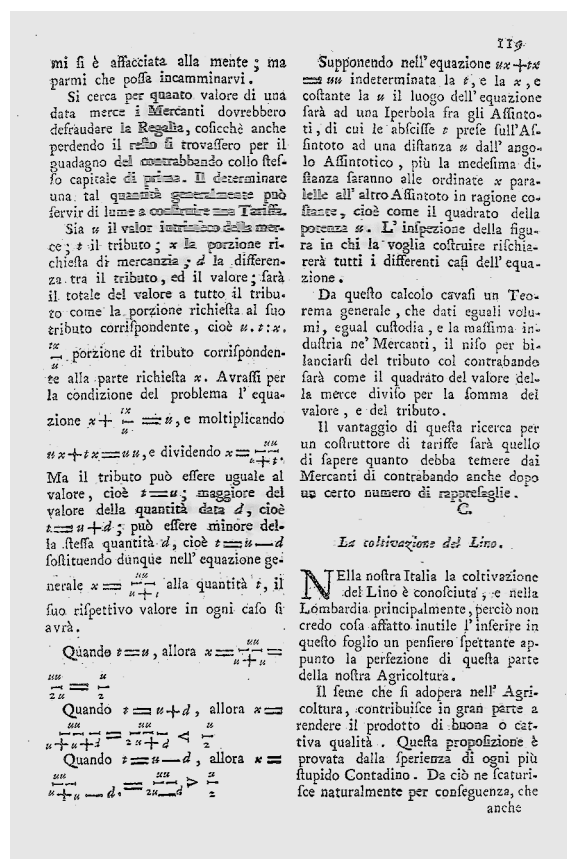 119
mi ſi è affacciata alla mente; ma
parmi che poſſa incamminarvi.
Si cerca per quanto valore di una
data merce i Mercanti dovrebbero
defraudare la Regalia, coſicchè anche
perdendo il reſto ſi trovaſſero per il
guadagno del contrabbando collo ſteſ-
ſo capitale di prima. Il determinare
una tal quantità generalmente può
ſervir di lume a coſtruire una Tariffa.
Sia u il valor intrinſeco della mer-
ce; t il tributo; x la porzione ri-
chieſta di mercanzia; d la differen-
za tra il tributo, ed il valore; ſarà
il totale del valore a tutto il tribu-
to come la porzione richieſta al ſuo
tributo corriſpondente, cioè u. t: x.
tx/u porzione di tributo corriſponden-
te alla parte richieſta x. Avraſſi per
la condizione del problema l'equa-
zione x + tx/u = u, e moltiplicando
ux+tx=uu, e dividendo x= uu/u+t.
Ma il tributo può eſſere uguale al
valore, cioè t=u; maggiore del
valore della quantità data d, cioè
t=u+d; può eſſere minore del-
la ſteſſa quantità d, cioè t=u—d
ſoſtituendo dunque nell'equazione ge-
nerale x = uu/u+t alla quantità t, il
ſuo riſpettivo valore in ogni caſo ſi
avrà.
Quando t=u, allora x= uu/u+u =
uu/2u = u/2
Quando t = u+d, allora x=
uu/u+u+d = uu/2u+d < u/2
Quando t=u—d, allora x=
uu/u+u—d. = uu/2u—d > u/2
Supponendo nell'equazione ux+tx
=uu indeterminata la t, e la x, e
coſtante la u il luogo dell'equazione
ſarà ad una Iperbola fra gli Aſſinto-
ti, di cui le abſciſſe t preſe ſull'Aſ-
ſintoto ad una diſtanza u dall'ango-
lo Aſſintotico, più la medeſima di-
ſtanza ſaranno alle ordinate x para-
lelle all'altro Aſſintoto in ragione co-
ſtante, cioè come il quadrato della
potenza u. L'inſpezione della figu-
ra in chi la voglia coſtruire riſchia-
rerà tutti i differenti caſi dell'equa-
zione.
Da queſto calcolo cavaſi un Teo-
rema generale, che dati eguali volu-
mi, egual cuſtodia, e la maſſima in-
duſtria ne' Mercanti, il niſo per bi-
lanciarſi del tributo col contrabando
ſarà come il quadrato del valore del-
la merce diviſo per la ſomma del
valore, e del tributo.
Il vantaggio di queſta ricerca per
un coſtruttore di tariffe ſarà quello
di ſapere quanto debba temere dai
Mercanti di contrabando anche dopo
un certo numero di rappreſaglie.
C.
La coltivazione del Lino.
NElla noſtra Italia la coltivazione
del Lino è conoſciuta, e nella
Lombardia principalmente, perciò non
credo coſa affatto inutile l'inſerire in
queſto foglio un penſiero ſpettante ap-
punto la perfezione di queſta parte
della noſtra Agricoltura.
Il ſeme che ſi adopera nell' Agri-
coltura, contribuiſce in gran parte a
rendere il prodotto di buona o cat-
tiva qualità. Queſta propoſizione è
provata dalla ſperienza di ogni più
ſtupido Contadino. Da ciò ne ſcaturi-
ſce naturalmente per conſeguenza, che
anche